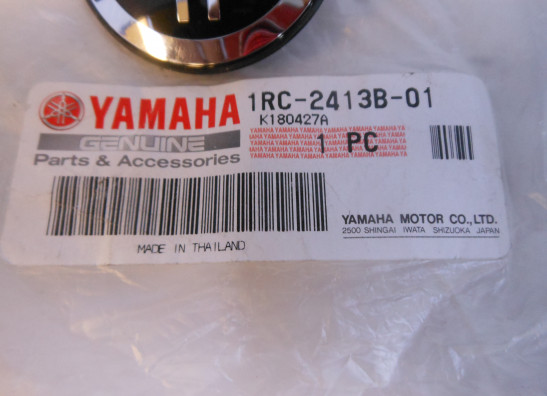 YAMAHA 1RC-2413B-01
GENUINE K180427A
Parts & Accessories 1 PC
YAMAHA MOTOR CO.,LTD.
2500 SHINGAI IWATA SHIZUOKA JAPAN
MADE IN THAILAND